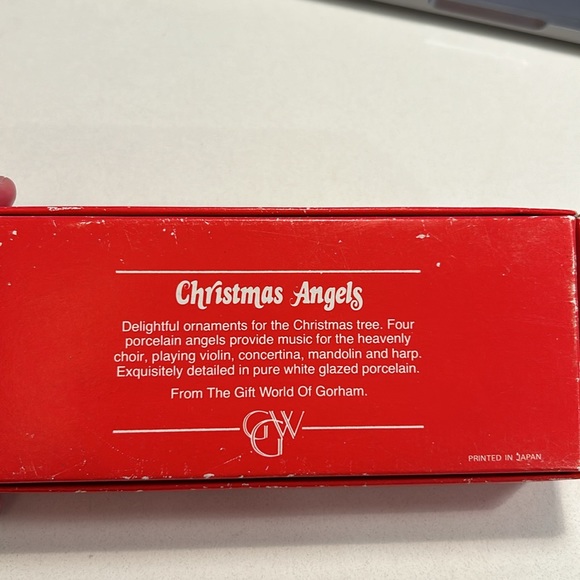 Christmas Angels
Delightful ornaments for the Christmas tree. Four
porcelain angels provide music for the heavenly
choir, playing violin, concertina, mandolin and harp.
Exquisitely detailed in pure white glazed porcelain.
From The Gift World Of Gorham.
GWG
PRINTED IN JAPAN